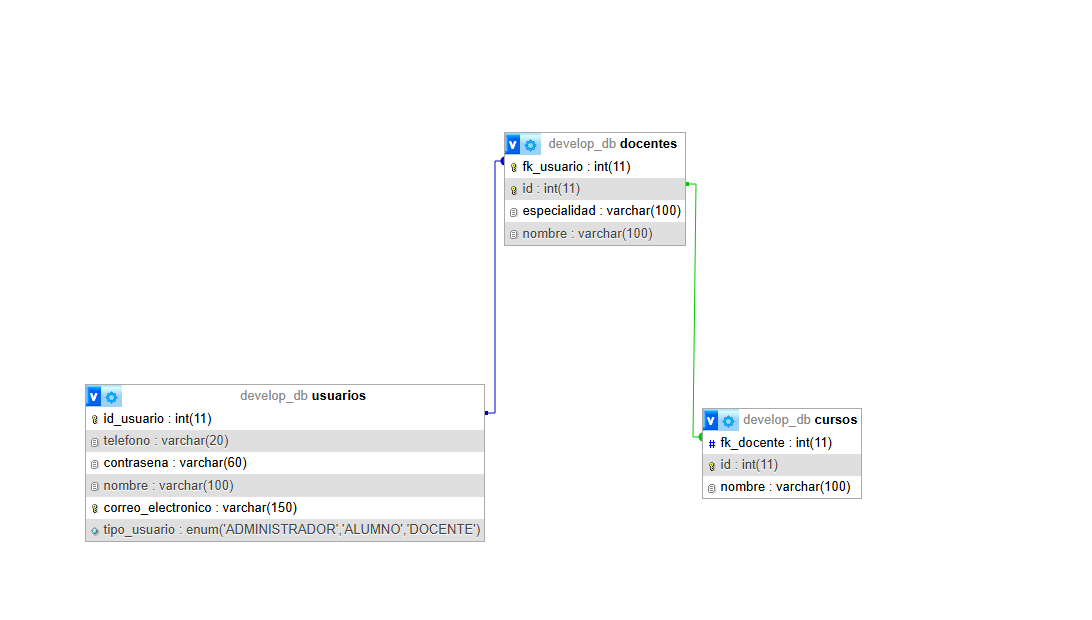 develop_db docentes
fk_usuario : int(11)
id : int(11)
especialidad : varchar(100)
nombre : varchar(100)
develop_db usuarios
id_usuario : int(11)
telefono : varchar(20)
contrasena : varchar(60)
nombre : varchar(100)
correo_electronico : varchar(150)
tipo_usuario : enum('ADMINISTRADOR','ALUMNO','DOCENTE')
develop_db cursos
# fk_docente : int(11)
id : int(11)
nombre : varchar(100)